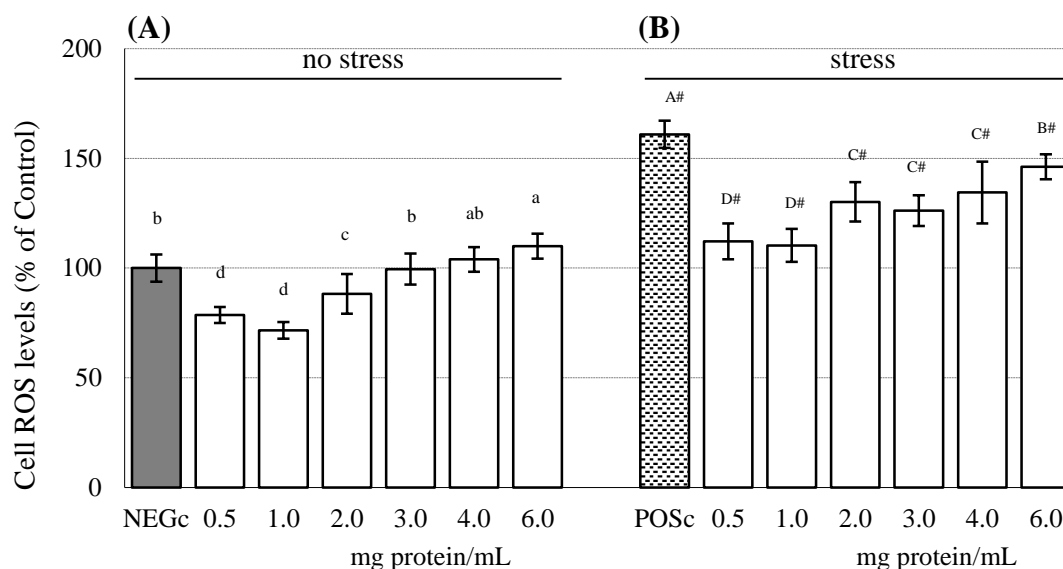 (A) (B)
no stress stress
Cell ROS levels (% of Control)
200
150
100
50
0
b d d c b ab a
A# D# D# C# C# C# B#
NEGc 0.5 1.0 2.0 3.0 4.0 6.0 POSc 0.5 1.0 2.0 3.0 4.0 6.0
mg protein/mL mg protein/mL